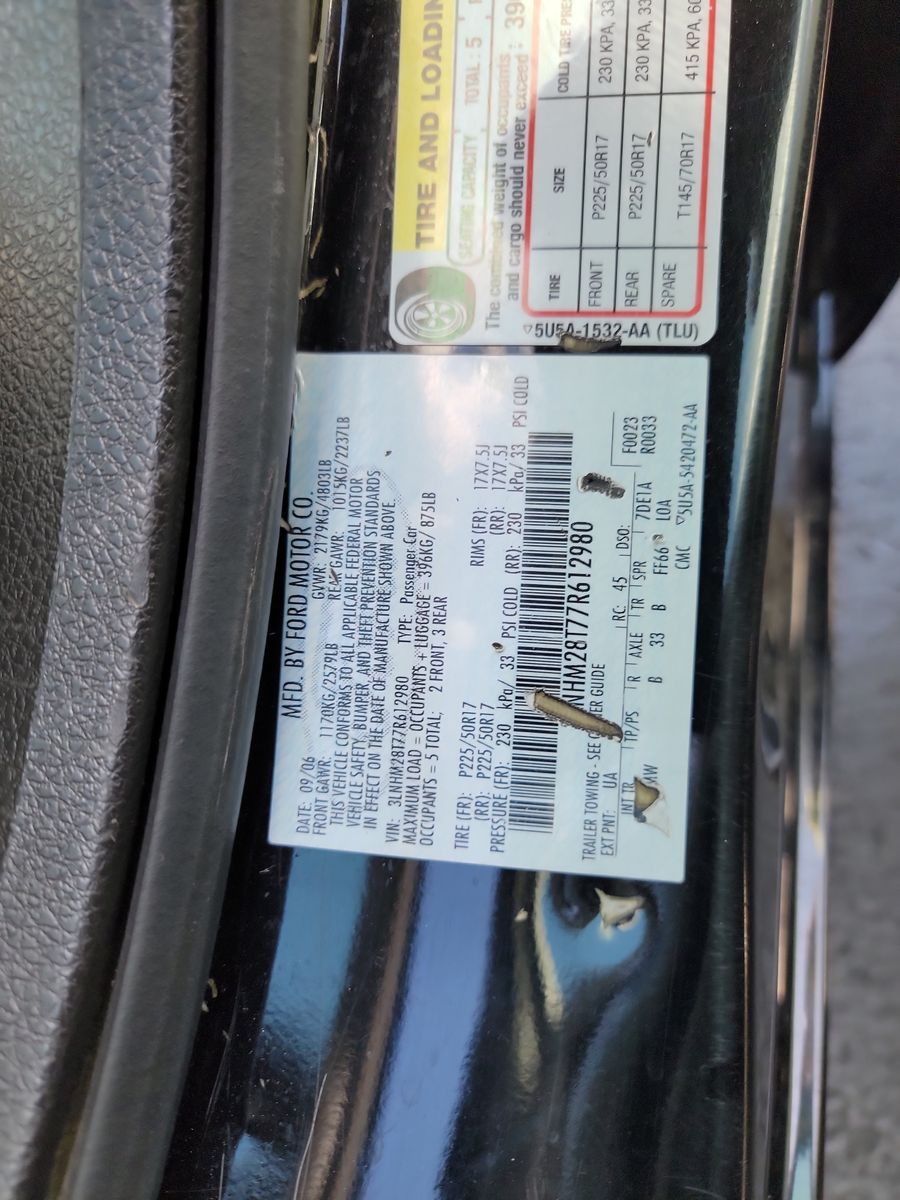 MFD. BY FORD MOTOR CO.
DATE: 09/06 GVWR: 2179KG/4803LB
FRONT GAWR: 1170KG/2579LB REAR GAWR: 1015KG/2237LB
THIS VEHICLE CONFORMS TO ALL APPLICABLE FEDERAL MOTOR
VEHICLE SAFETY, BUMPER, AND THEFT PREVENTION STANDARDS
IN EFFECT ON THE DATE OF MANUFACTURE SHOWN ABOVE.
VIN: 3LNHM28T77R612980 TYPE: Passenger Car
MAXIMUM LOAD = OCCUPANTS + LUGGAGE = 396KG/ 875LB
OCCUPANTS = 5 TOTAL: 2 FRONT, 3 REAR
TIRE (FR): P225/50R17 RIMS (FR): 17X7.5J
(RR): P225/50R17 (RR): 17X7.5J
PRESSURE (FR): 230 kPa/ 33 PSI COLD (RR): 230 kPa/ 33 PSI COLD
NHM28T77R612980
TRAILER TOWING - SEE ER GUIDE
EXT PNT: UA RC: 45 DSO: F0023
R0033
INT TR TP/PS R AXLE TR SPR 7DE1A
MW B 33 B FF66 LOA
CMC ▽5U5A-5420472-AA
TIRE AND LOADIN
SEATING CAPACITY TOTAL : 5
The combined weight of occupants
and cargo should never exceed : 39
TIRE SIZE COLD TIRE PRES
FRONT P225/50R17 230 KPA, 33
REAR P225/50R17 230 KPA, 33
SPARE T145/70R17 415 KPA, 60
▽5U5A-1532-AA (TLU)